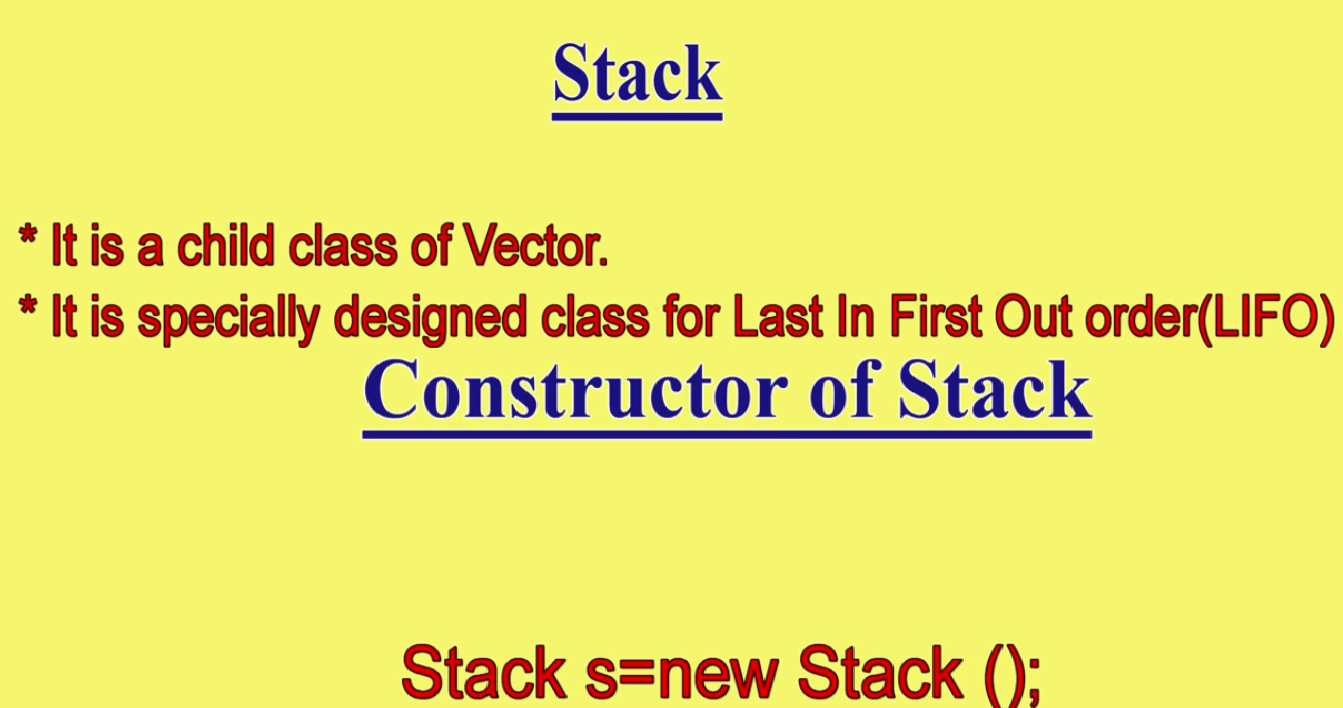 Stack
* It is a child class of Vector.
* It is specially designed class for Last In First Out order(LIFO)
Constructor of Stack
Stack s=new Stack ();